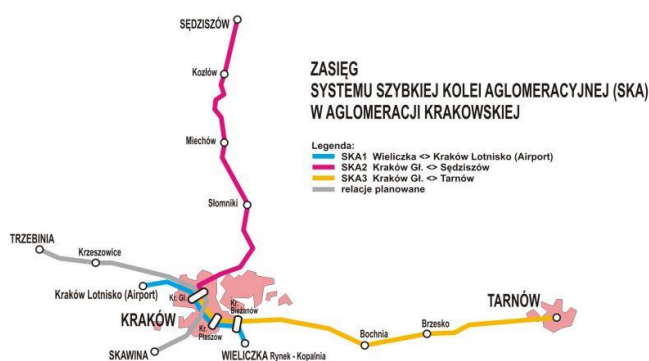 SĘDZISZÓW
Kozłów
ZASIĘG
SYSTEMU SZYBKIEJ KOLEI AGLOMERACYJNEJ (SKA)
W AGLOMERACJI KRAKOWSKIEJ
Miechów
Legenda:
SKA1 Wieliczka <> Kraków Lotnisko (Airport)
SKA2 Kraków Gł. <> Sędziszów
SKA3 Kraków Gł. <> Tarnów
relacje planowane
Słomniki
TRZEBINIA
Krzeszowice
Kraków Lotnisko (Airport)
Kr. Gł.
KRAKÓW
Kr.
Bieżanów
Kr.
Płaszów
TARNÓW
Bochnia
Brzesko
SKAWINA
WIELICZKA Rynek - Kopalnia